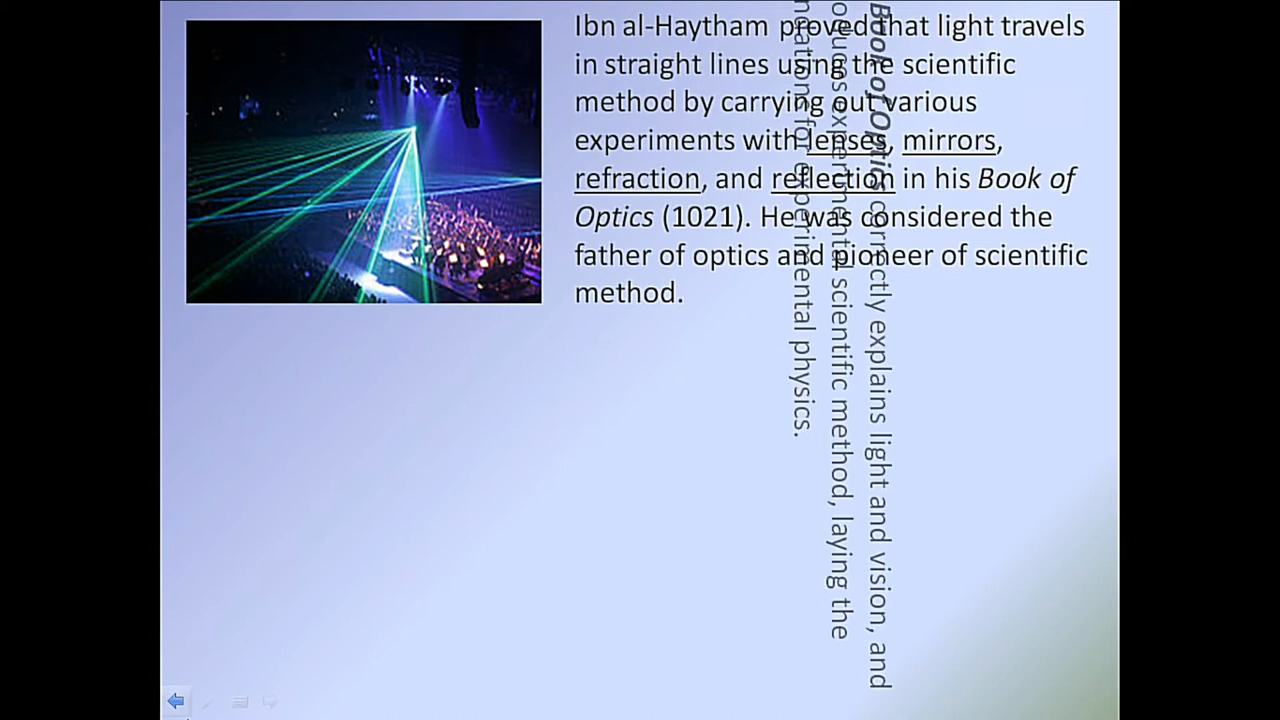 Ibn al-Haytham proved that light travels
in straight lines using the scientific
method by carrying out various
experiments with lenses, mirrors,
refraction, and reflection in his Book of
Optics (1021). He was considered the
father of optics and pioneer of scientific
method.
Book of Optics correctly explains light and vision, and
experimental scientific method, laying the
for experimental physics.